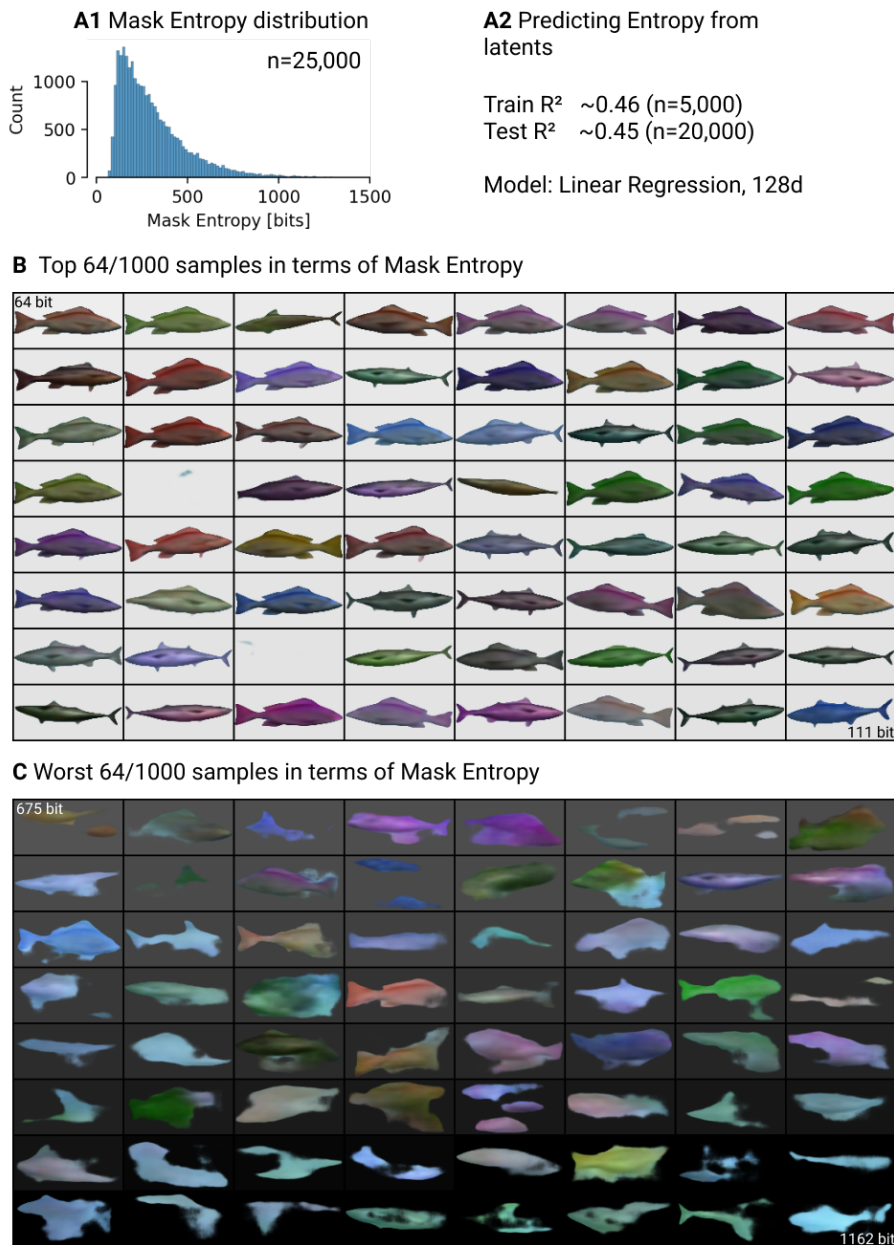 A1 Mask Entropy distribution
n=25,000
Count
1000
500
0
0 500 1000 1500
Mask Entropy [bits]
A2 Predicting Entropy from
latents
Train R² ~0.46 (n=5,000)
Test R² ~0.45 (n=20,000)
Model: Linear Regression, 128d
B Top 64/1000 samples in terms of Mask Entropy
64 bit
111 bit
C Worst 64/1000 samples in terms of Mask Entropy
675 bit
1162 bit